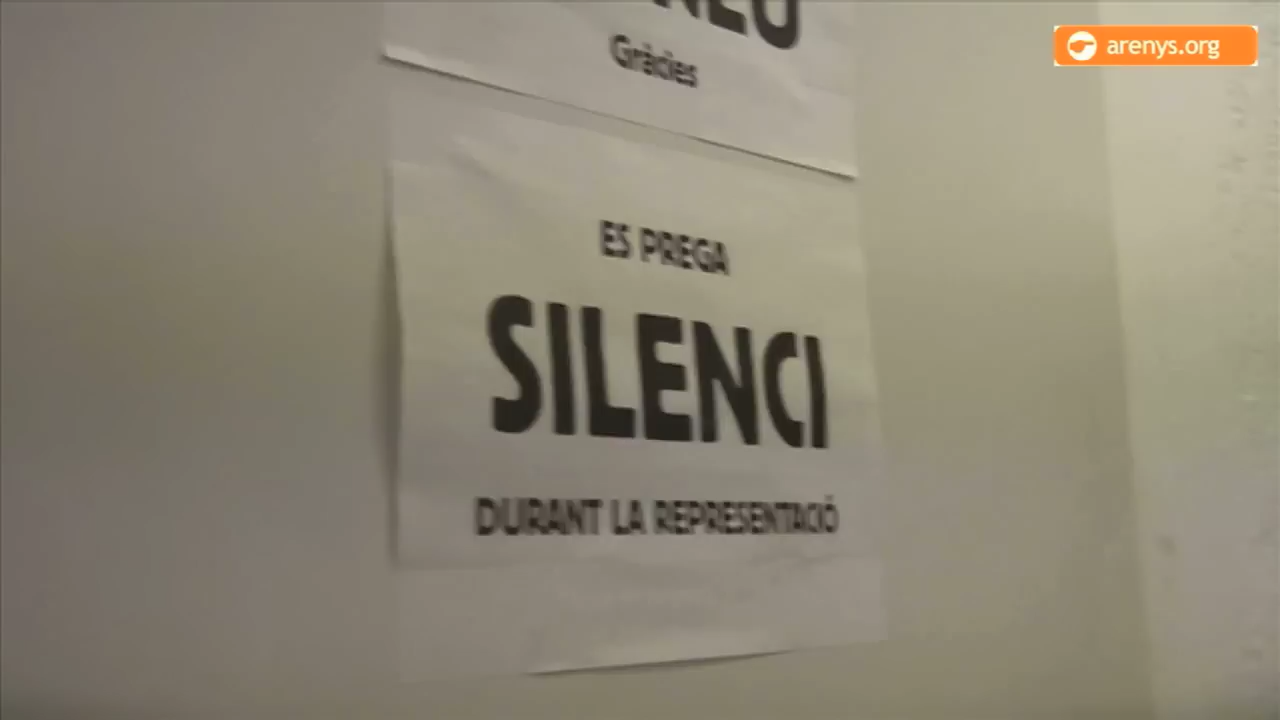 arenys.org
Gràcies
ES PREGA
SILENCI
DURANT LA REPRESENTACIÓ